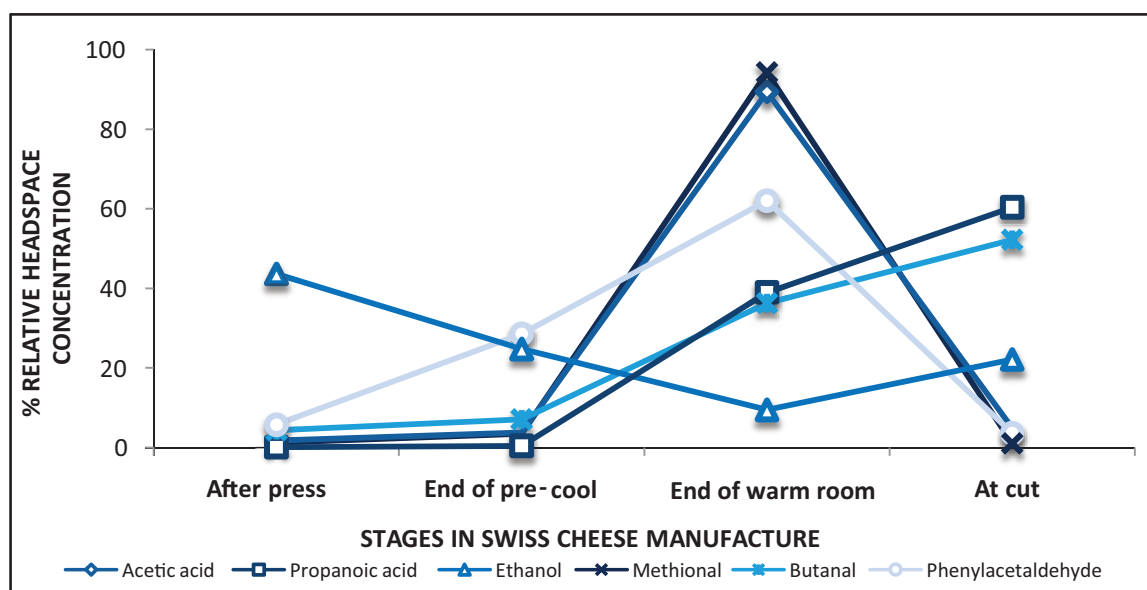 % RELATIVE HEADSPACE
CONCENTRATION
100
80
60
40
20
0
After press End of pre-cool End of warm room At cut
STAGES IN SWISS CHEESE MANUFACTURE
Acetic acid Propanoic acid Ethanol Methional Butanal Phenylacetaldehyde